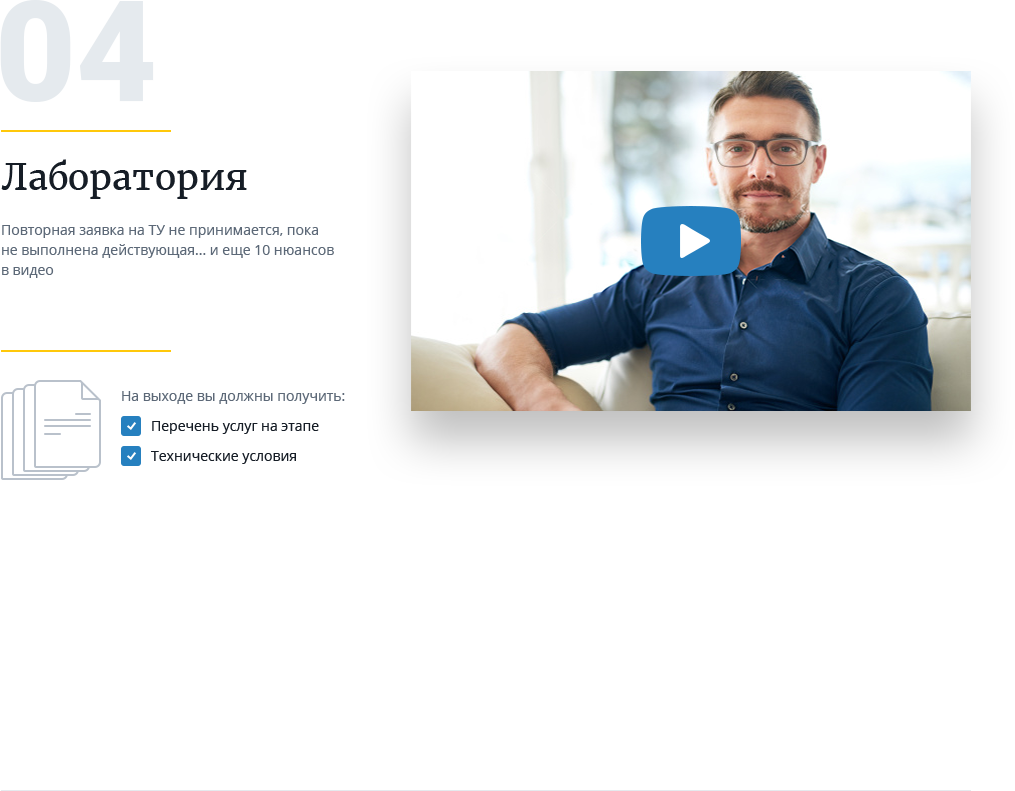 04
Лаборатория
Повторная заявка на ТУ не принимается, пока
не выполнена действующая... и еще 10 нюансов
в видео
На выходе вы должны получить:
Перечень услуг на этапе
Технические условия